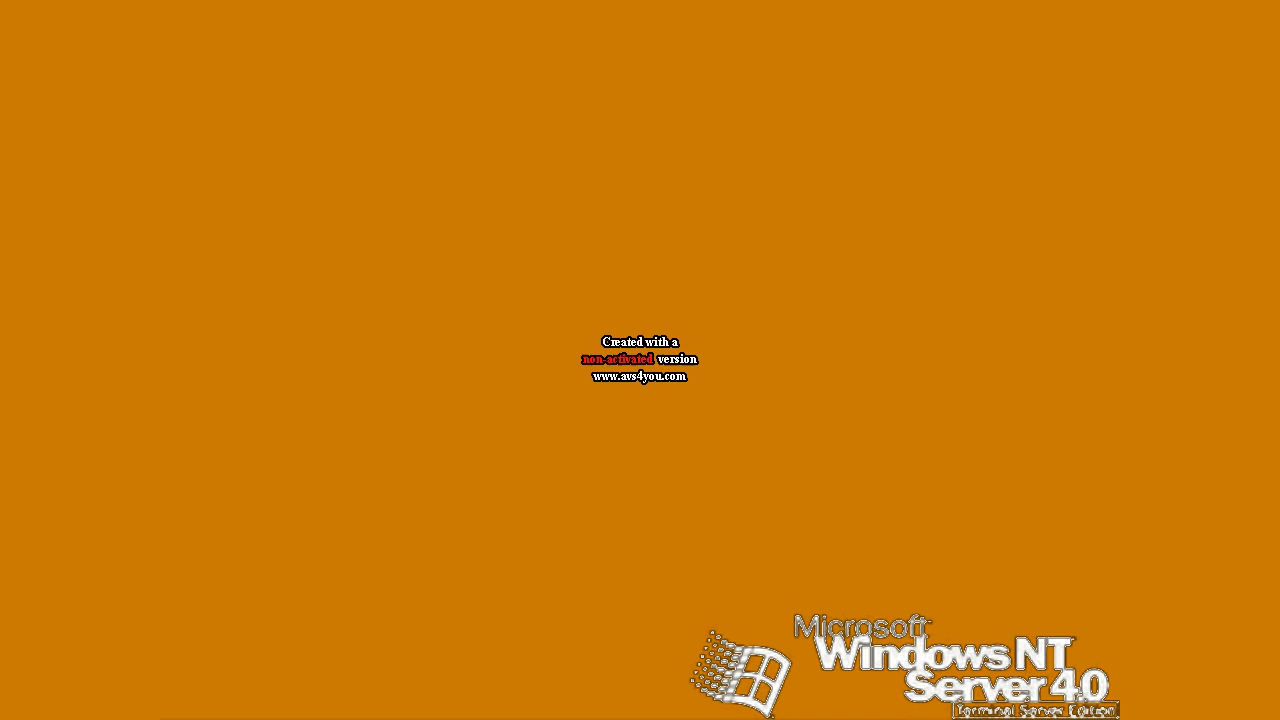 Created with a
non-activated version
www.avs4you.com
Microsoft
Windows NT
Server 4.0
Terminal Server Edition